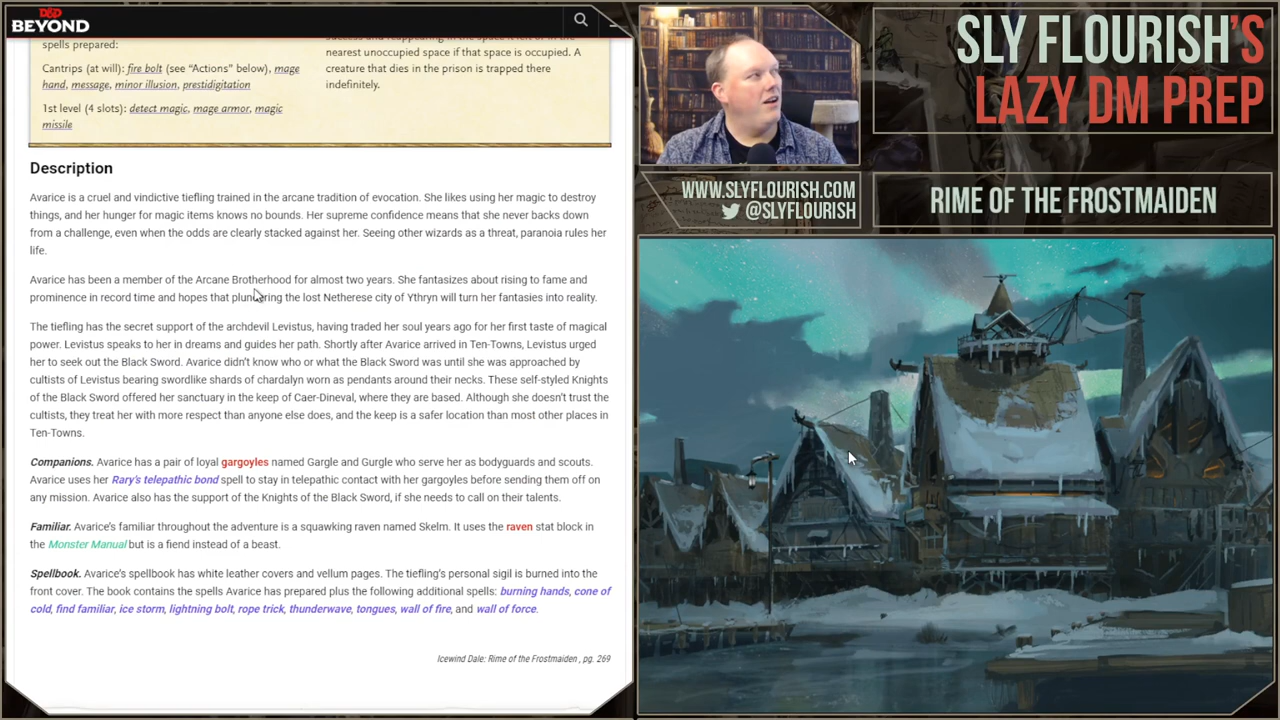 D&D
BEYOND
spells prepared:
Cantrips (at will): fire bolt (see “Actions” below), mage
hand, message, minor illusion, prestidigitation
1st level (4 slots): detect magic, mage armor, magic
missile
success and reappearing in the space it left or in the
nearest unoccupied space if that space is occupied. A
creature that dies in the prison is trapped there
indefinitely.
Description
Avarice is a cruel and vindictive tiefling trained in the arcane tradition of evocation. She likes using her magic to destroy
things, and her hunger for magic items knows no bounds. Her supreme confidence means that she never backs down
from a challenge, even when the odds are clearly stacked against her. Seeing other wizards as a threat, paranoia rules her
life.
Avarice has been a member of the Arcane Brotherhood for almost two years. She fantasizes about rising to fame and
prominence in record time and hopes that plundering the lost Netherese city of Ythryn will turn her fantasies into reality.
The tiefling has the secret support of the archdevil Levistus, having traded her soul years ago for her first taste of magical
power. Levistus speaks to her in dreams and guides her path. Shortly after Avarice arrived in Ten-Towns, Levistus urged
her to seek out the Black Sword. Avarice didn’t know who or what the Black Sword was until she was approached by
cultists of Levistus bearing swordlike shards of chardalyn worn as pendants around their necks. These self-styled Knights
of the Black Sword offered her sanctuary in the keep of Caer-Dineval, where they are based. Although she doesn’t trust the
cultists, they treat her with more respect than anyone else does, and the keep is a safer location than most other places in
Ten-Towns.
Companions. Avarice has a pair of loyal gargoyles named Gargle and Gurgle who serve her as bodyguards and scouts.
Avarice uses her Rary’s telepathic bond spell to stay in telepathic contact with her gargoyles before sending them off on
any mission. Avarice also has the support of the Knights of the Black Sword, if she needs to call on their talents.
Familiar. Avarice’s familiar throughout the adventure is a squawking raven named Skelm. It uses the raven stat block in
the Monster Manual but is a fiend instead of a beast.
Spellbook. Avarice’s spellbook has white leather covers and vellum pages. The tiefling’s personal sigil is burned into the
front cover. The book contains the spells Avarice has prepared plus the following additional spells: burning hands, cone of
cold, find familiar, ice storm, lightning bolt, rope trick, thunderwave, tongues, wall of fire, and wall of force.
Icewind Dale: Rime of the Frostmaiden , pg. 269
SLY FLOURISH'S
LAZY DM PREP
WWW.SLYFLOURISH.COM
@SLYFLOURISH
RIME OF THE FROSTMAIDEN